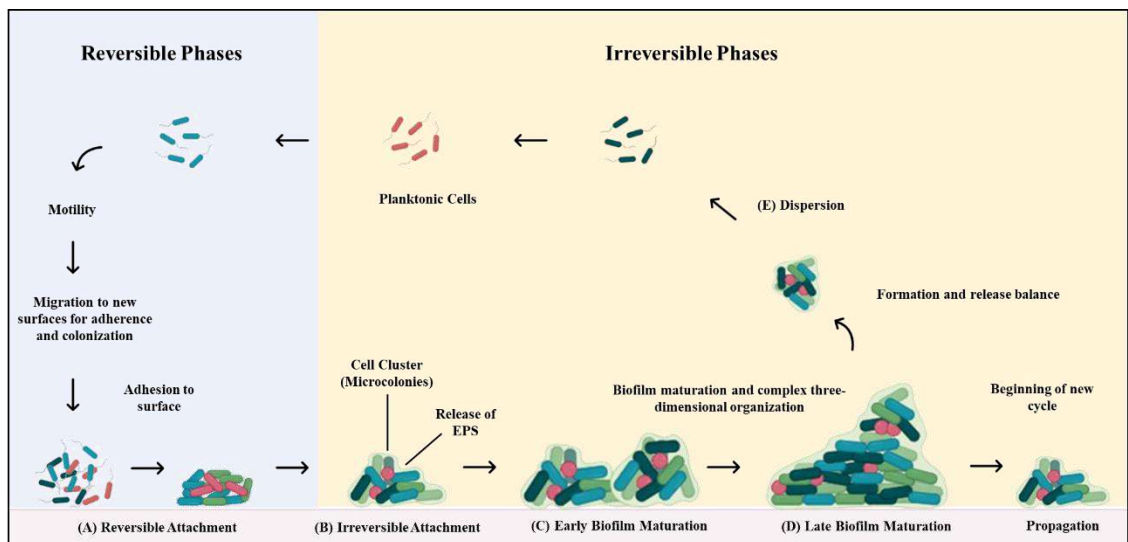 Reversible Phases
Irreversible Phases
Planktonic Cells
(E) Dispersion
Motility
Formation and release balance
Migration to new
surfaces for adherence
and colonization
Adhesion to
surface
Cell Cluster
(Microcolonies)
Release of
EPS
Biofilm maturation and complex three-
dimensional organization
Beginning of new
cycle
(A) Reversible Attachment
(B) Irreversible Attachment
(C) Early Biofilm Maturation
(D) Late Biofilm Maturation
Propagation